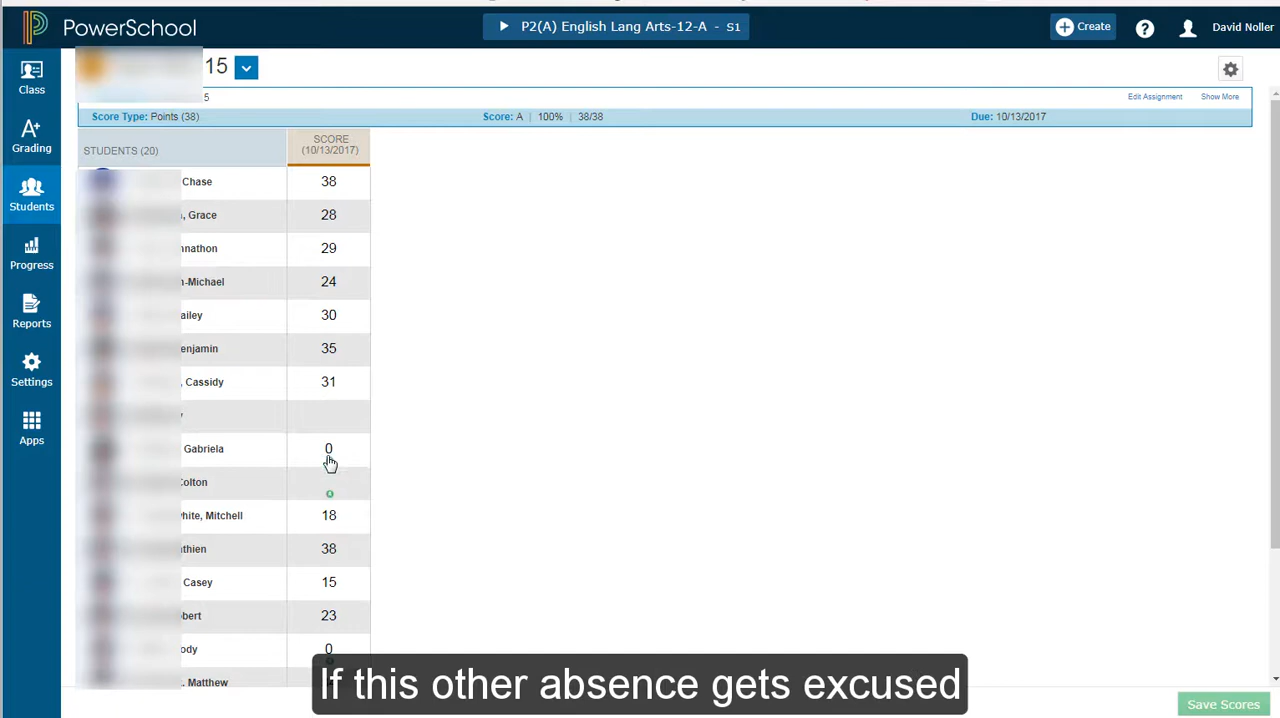 PowerSchool
P2(A) English Lang Arts-12-A - S1
Create
David Noller
15
5
Edit Assignment Show More
Score Type: Points (38) Score: A 100% 38/38 Due: 10/13/2017
STUDENTS (20) SCORE
(10/13/2017)
Class
Grading
Students
Progress
Reports
Settings
Apps
Chase 38
, Grace 28
nnathon 29
n-Michael 24
ailey 30
enjamin 35
, Cassidy 31
Gabriela 0
Colton
white, Mitchell 18
thien 38
Casey 15
bert 23
ody 0
, Matthew
If this other absence gets excused
Save Scores